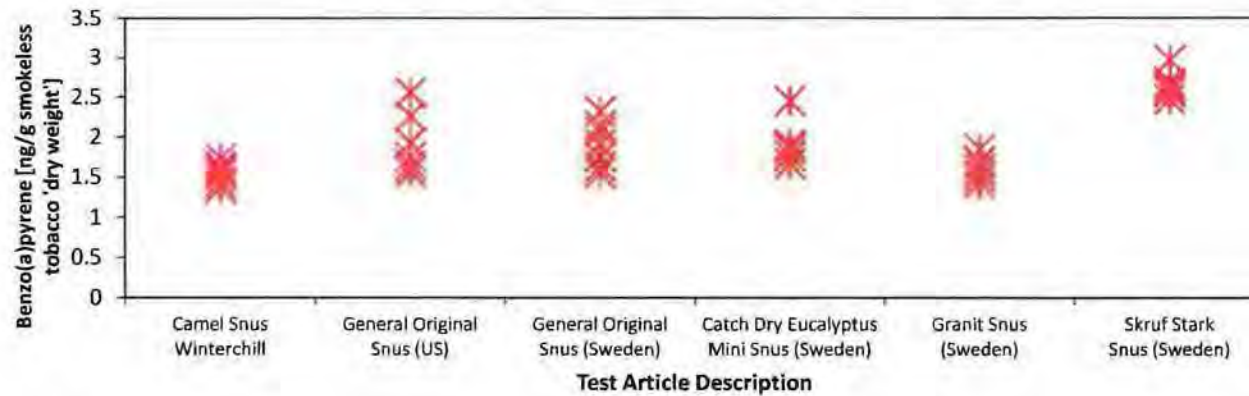 Benzo(a)pyrene [ng/g smokeless
tobacco 'dry weight']
3.5
3
2.5
2
1.5
1
0.5
0
Camel Snus
Winterchill
General Original
Snus (US)
General Original
Snus (Sweden)
Catch Dry Eucalyptus
Mini Snus (Sweden)
Granit Snus
(Sweden)
Skruf Stark
Snus (Sweden)
Test Article Description